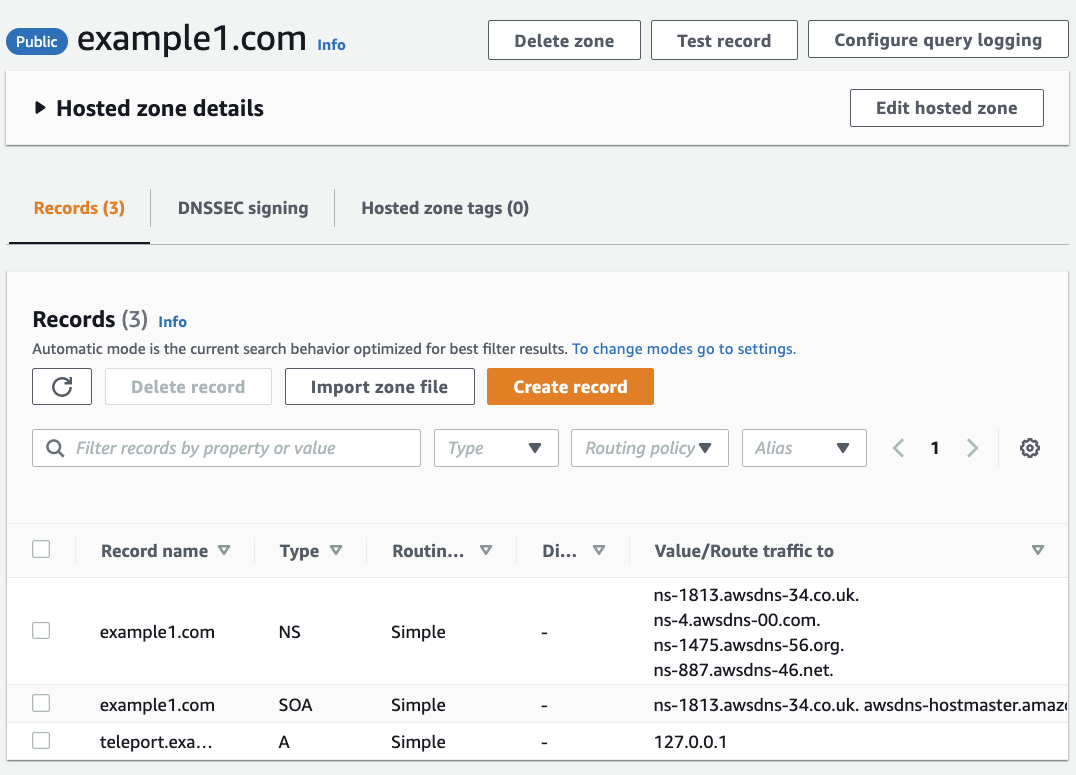 Public example1.com Info Delete zone Test record Configure query logging
Hosted zone details Edit hosted zone
Records (3) DNSSEC signing Hosted zone tags (0)
Records (3) Info
Automatic mode is the current search behavior optimized for best filter results. To change modes go to settings.
Delete record Import zone file Create record
Filter records by property or value Type Routing policy Alias 1
Record name Type Routin... Di... Value/Route traffic to
ns-1813.awsdns-34.co.uk.
ns-4.awsdns-00.com.
example1.com NS Simple -
ns-1475.awsdns-56.org.
ns-887.awsdns-46.net.
example1.com SOA Simple - ns-1813.awsdns-34.co.uk. awsdns-hostmaster.amaz
teleport.exa... A Simple - 127.0.0.1